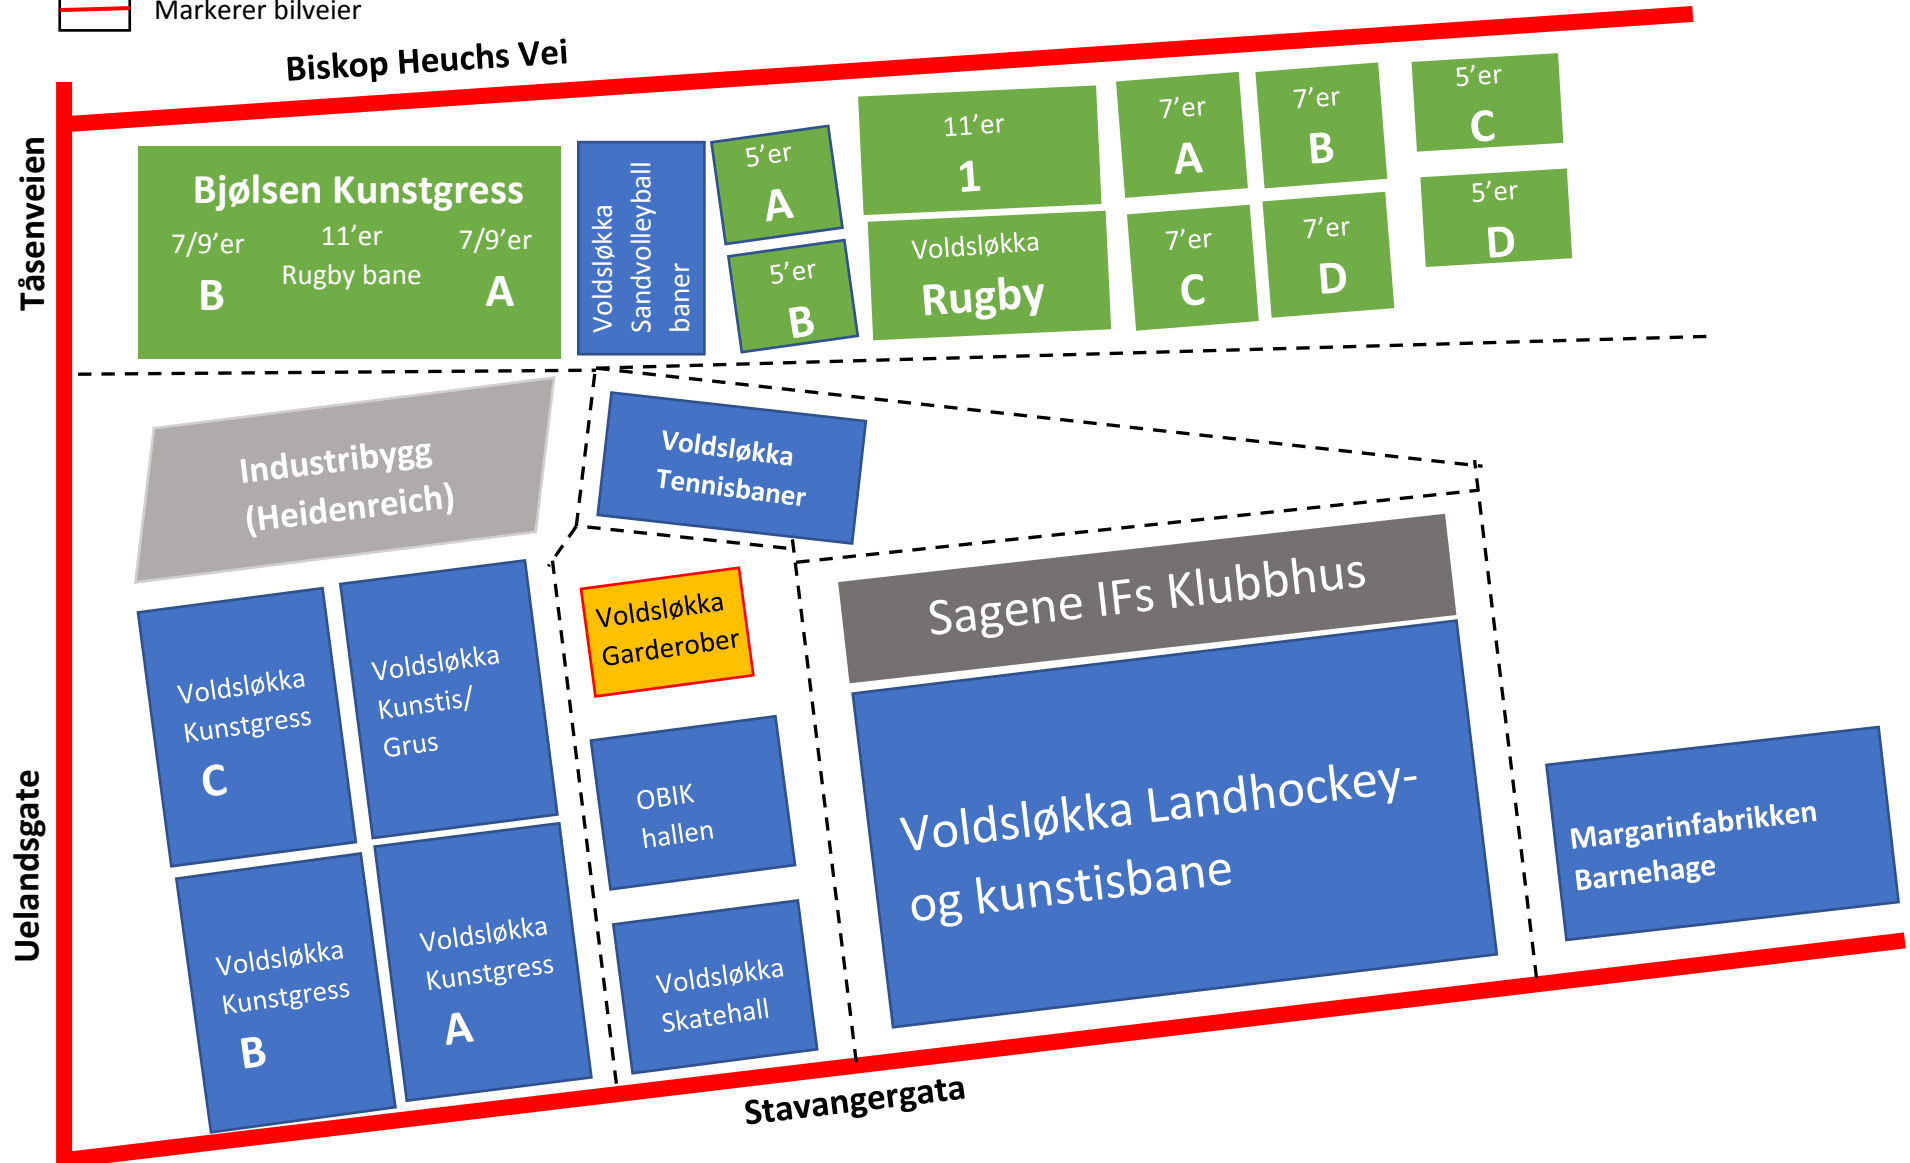 Markerer bilveier
Biskop Heuchs Vei
Tåsenveien
Bjølsen Kunstgress
7/9’er
B
11’er
Rugby bane
7/9’er
A
Voldsløkka
Sandvolleyball
baner
5’er
A
5’er
B
11’er
1
Voldsløkka
Rugby
7’er
A
7’er
B
7’er
C
7’er
D
5’er
C
5’er
D
Industribygg
(Heidenreich)
Voldsløkka
Tennisbaner
Voldsløkka
Garderober
Sagene IFs Klubbhus
Uelandsgate
Voldsløkka
Kunstgress
C
Voldsløkka
Kunstis/
Grus
OBIK
hallen
Voldsløkka Landhockey-
og kunstisbane
Margarinfabrikken
Barnehage
Voldsløkka
Kunstgress
B
Voldsløkka
Kunstgress
A
Voldsløkka
Skatehall
Stavangergata